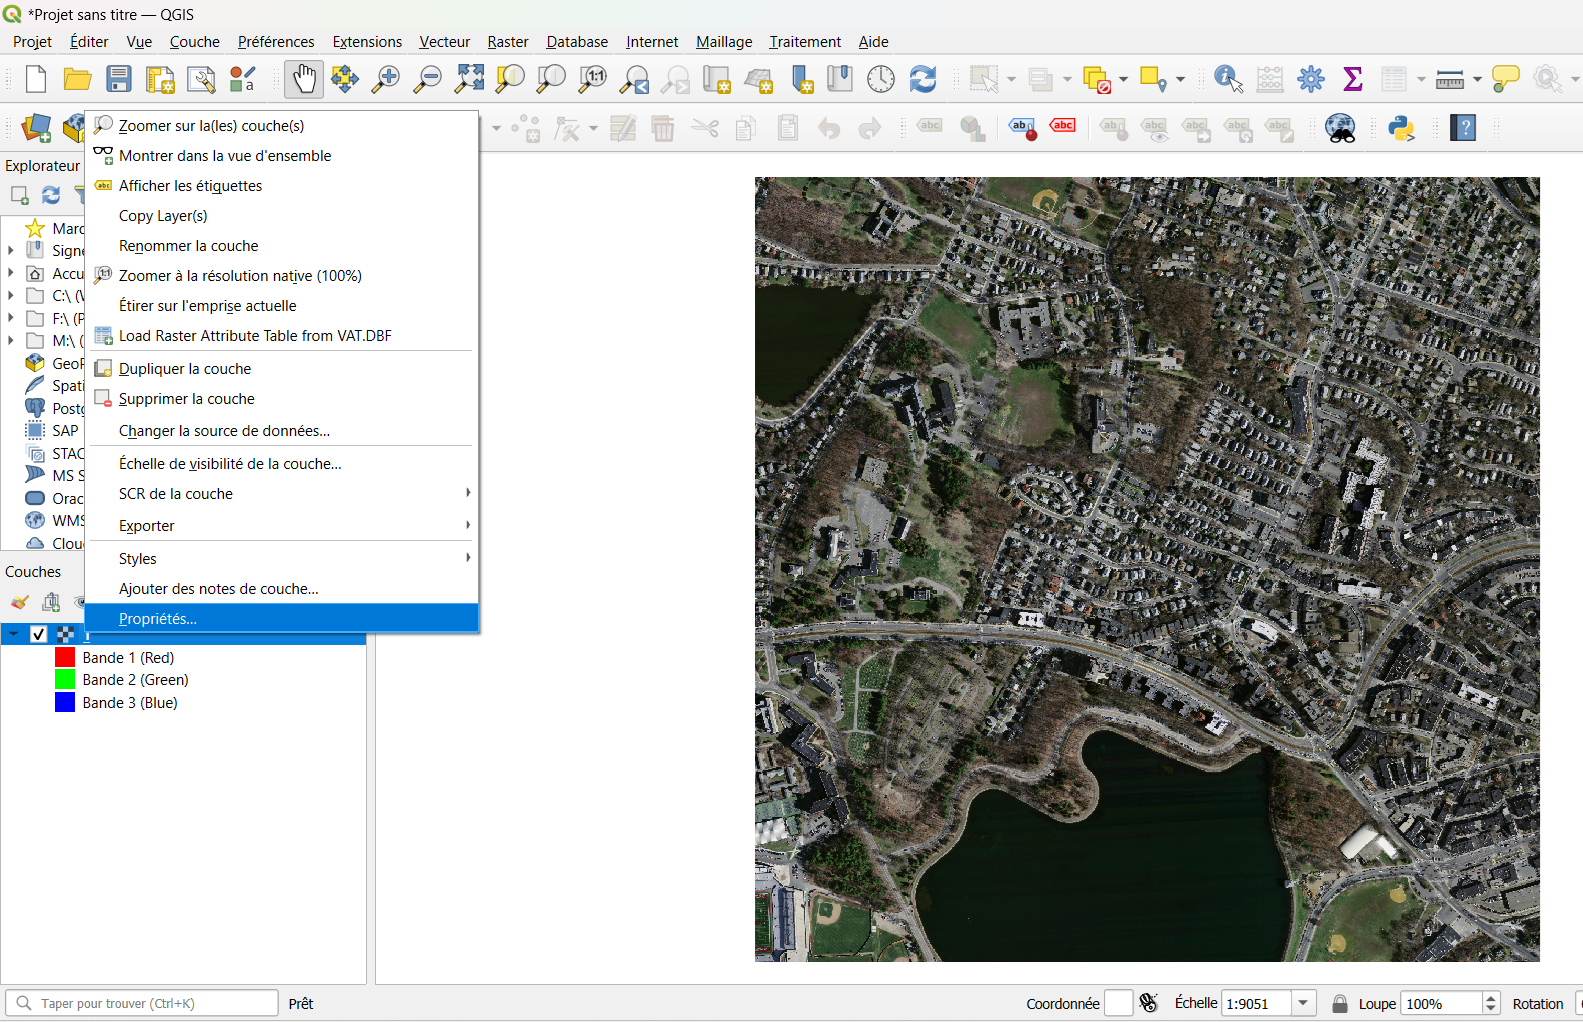 *Projet sans titre — QGIS
Projet Éditer Vue Couche Préférences Extensions Vecteur Raster Database Internet Maillage Traitement Aide
Explorateur
Marq
Signe
Accu
C:\ (V
F:\ (P
M:\ (
GeoP
Spati
Postg
SAP
STAC
MS S
Orac
WMS
Clou
Zoomer sur la(les) couche(s)
Montrer dans la vue d'ensemble
Afficher les étiquettes
Copy Layer(s)
Renommer la couche
Zoomer à la résolution native (100%)
Étirer sur l'emprise actuelle
Load Raster Attribute Table from VAT.DBF
Dupliquer la couche
Supprimer la couche
Changer la source de données...
Échelle de visibilité de la couche...
SCR de la couche
Exporter
Styles
Ajouter des notes de couche...
Propriétés...
Couches
Bande 1 (Red)
Bande 2 (Green)
Bande 3 (Blue)
Taper pour trouver (Ctrl+K) Prêt Coordonnée Échelle 1:9051 Loupe 100% Rotation